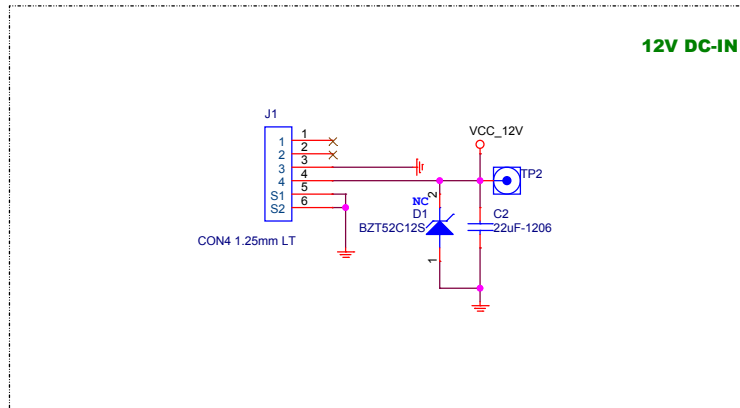 12V DC-IN
J1
VCC_12V
1
1
2
2
3
3
4
4
S1
5
S2
6
TP2
NC
2
D1
BZT52C12S
1
C2
22uF-1206
CON4 1.25mm LT